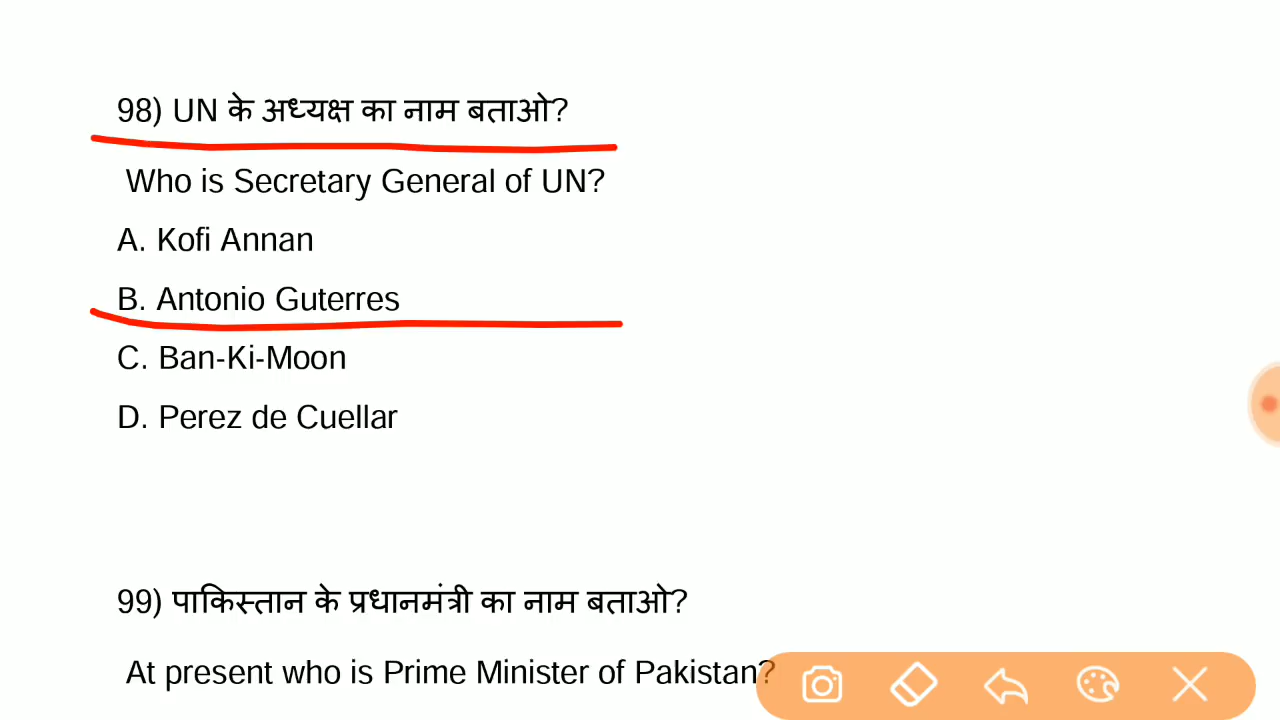 98) UN के अध्यक्ष का नाम बताओ?
Who is Secretary General of UN?
A. Kofi Annan
B. Antonio Guterres
C. Ban-Ki-Moon
D. Perez de Cuellar
99) पाकिस्तान के प्रधानमंत्री का नाम बताओ?
At present who is Prime Minister of Pakistan?